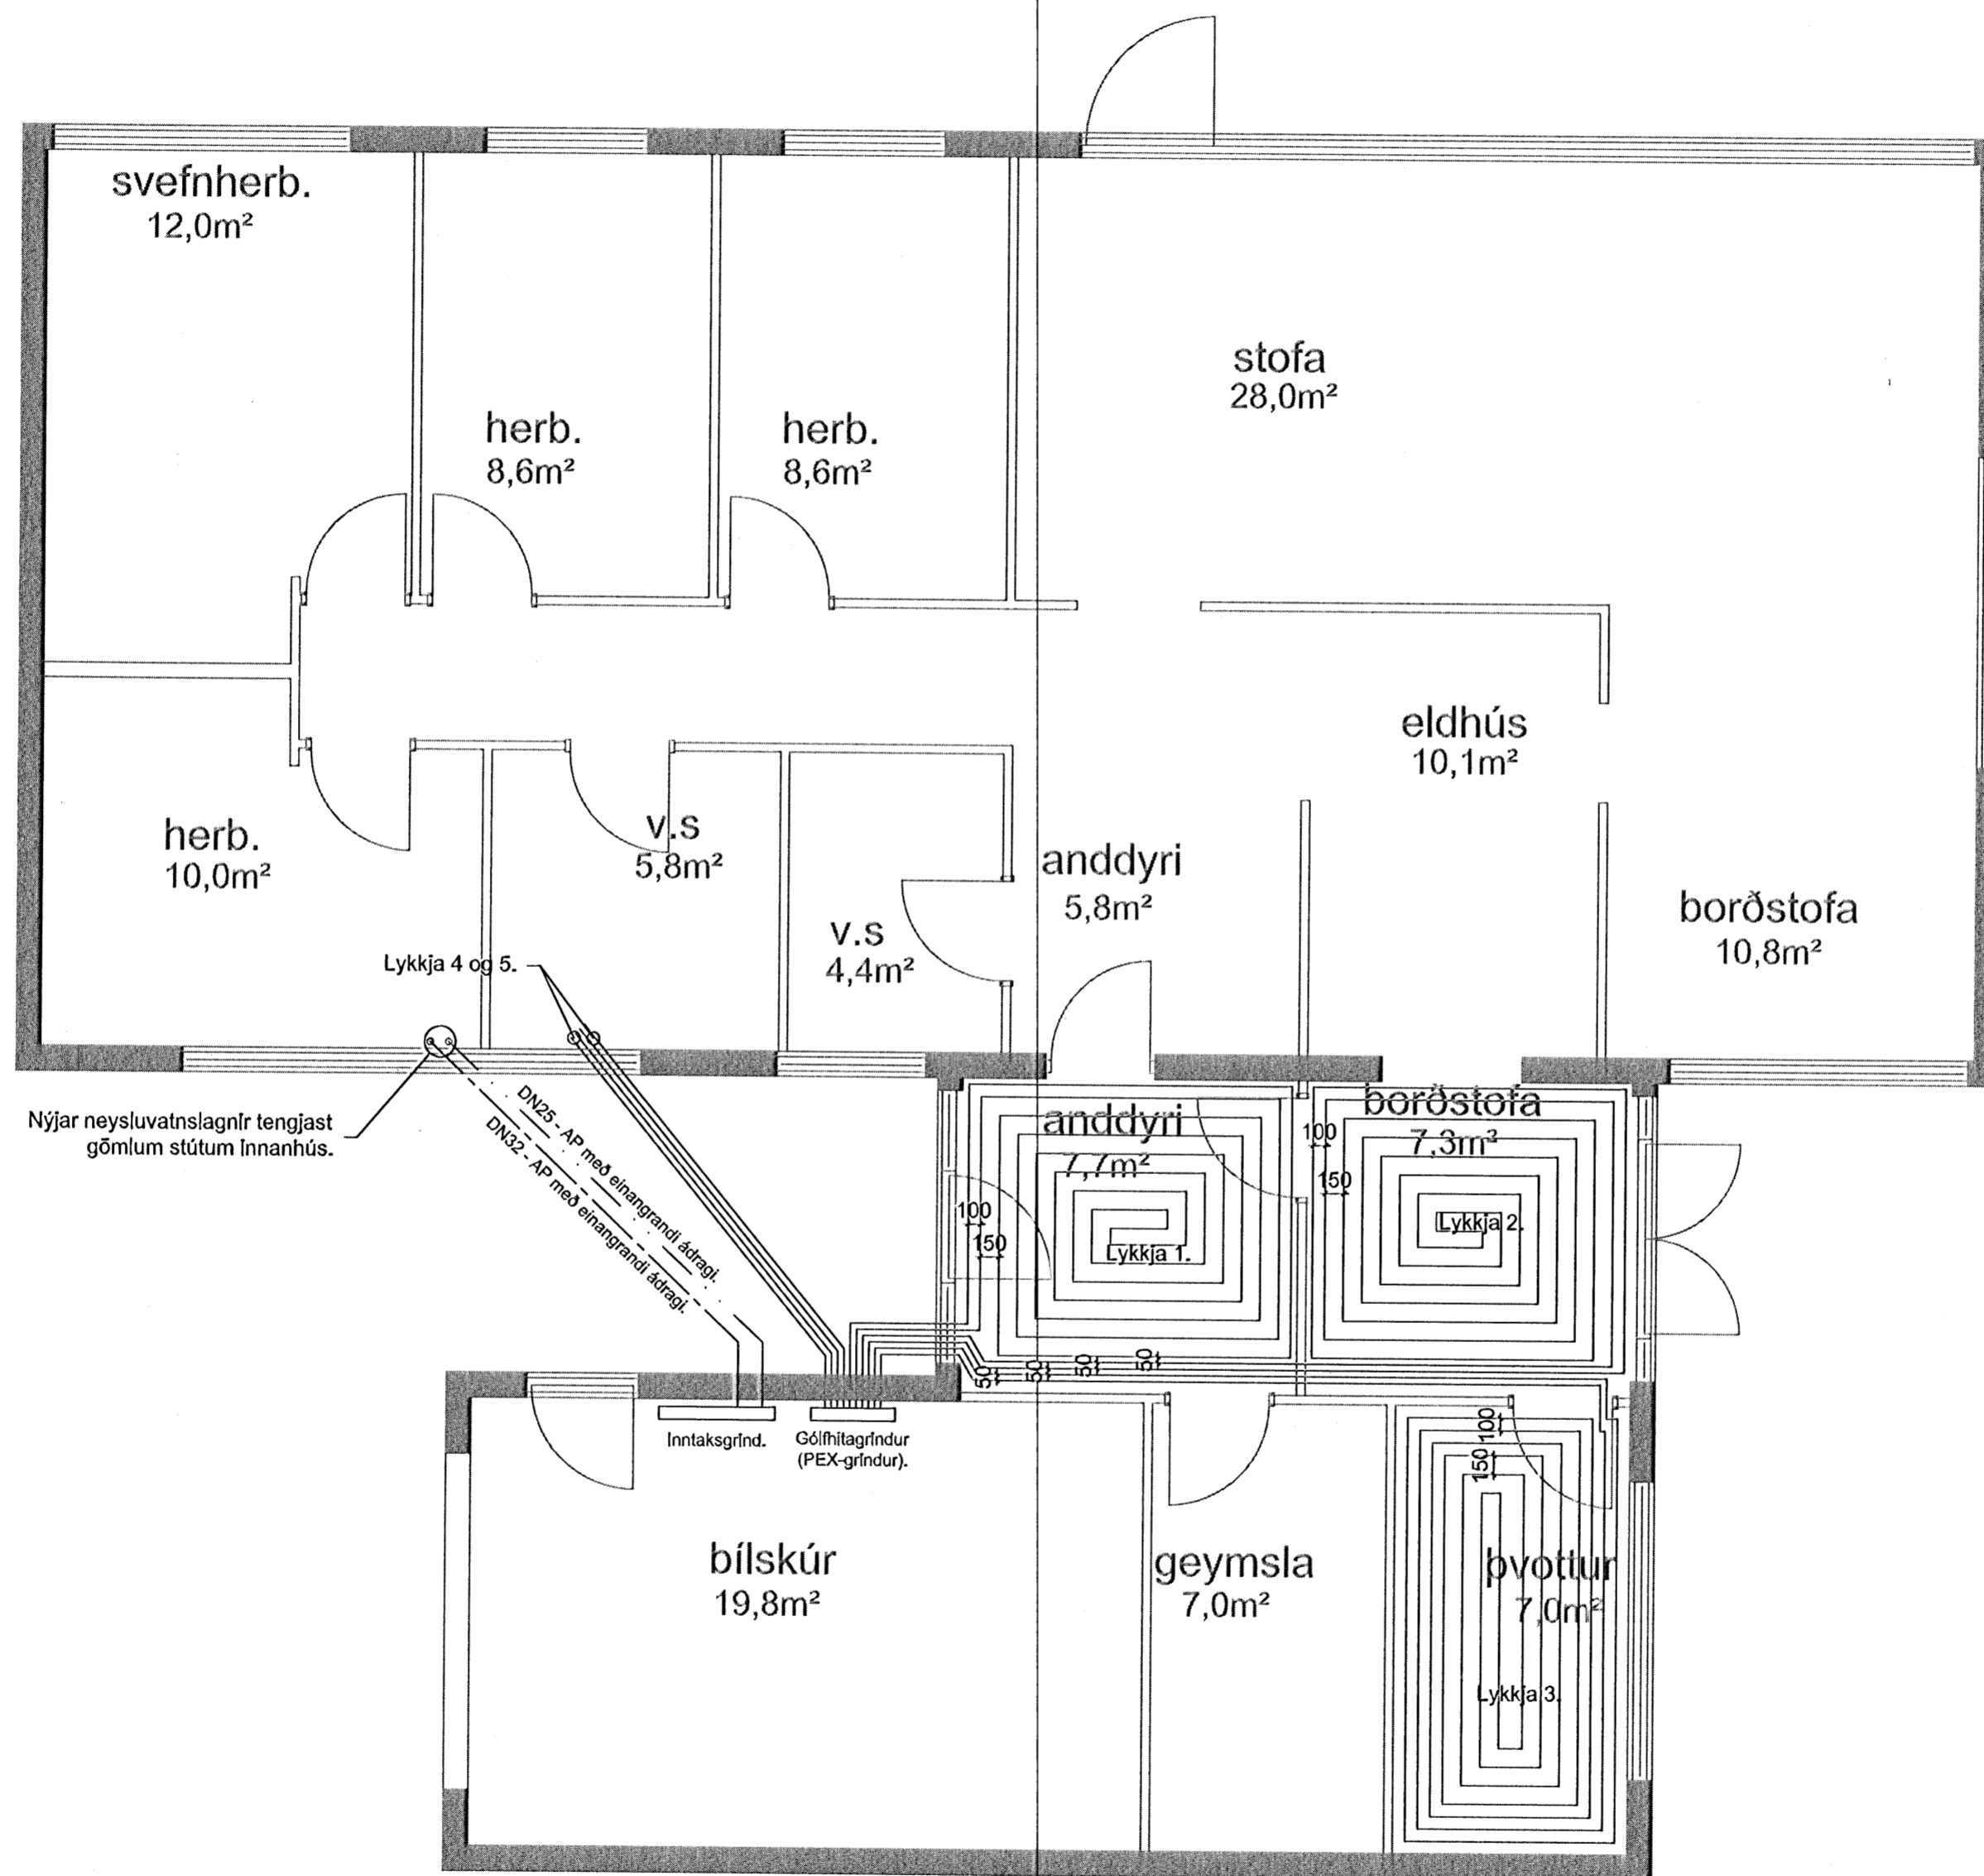 svefnherb.
12,0m²
herb.
8,6m²
herb.
8,6m²
stofa
28,0m²
eldhús
10,1m²
herb.
10,0m²
v.s
5,8m²
v.s
4,4m²
anddyri
5,8m²
borðstofa
10,8m²
Lykkja 4 og 5.
Nýjar neysluvatnslagnir tengjast
gömlum stútum innanhús.
DN25 - AP með einangrandi ádragi.
DN32 - AP með einangrandi ádragi.
anddyri
7,7m²
100
150
Lykkja 1.
borðstofa
7,3m²
100
150
Lykkja 2.
50
50
50
50
Inntaksgrind.
Gólfhitagrindur
(PEX-grindur).
bílskúr
19,8m²
geymsla
7,0m²
100
150
þvottur
7,0m²
Lykkja 3.